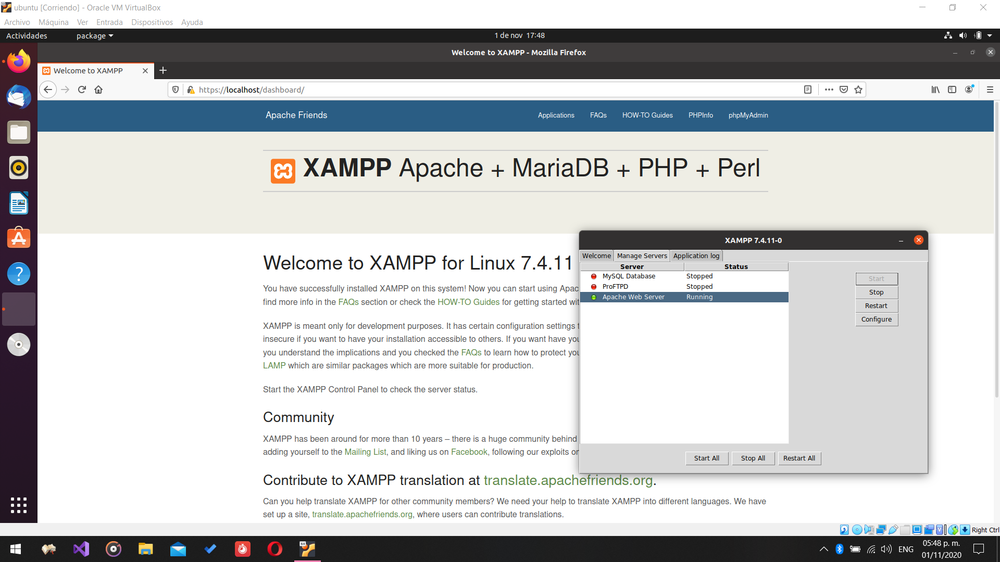 ubuntu [Corriendo] - Oracle VM VirtualBox
Archivo Máquina Ver Entrada Dispositivos Ayuda
Actividades package 1 de nov 17:48
Welcome to XAMPP - Mozilla Firefox
Welcome to XAMPP
https://localhost/dashboard/
Apache Friends Applications FAQs HOW-TO Guides PHPInfo phpMyAdmin
XAMPP Apache + MariaDB + PHP + Perl
Welcome to XAMPP for Linux 7.4.11
You have successfully installed XAMPP on this system! Now you can start using Apac
find more info in the FAQs section or check the HOW-TO Guides for getting started wit
XAMPP is meant only for development purposes. It has certain configuration settings t
insecure if you want to have your installation accessible to others. If you want have you
you understand the implications and you checked the FAQs to learn how to protect you
LAMP which are similar packages which are more suitable for production.
Start the XAMPP Control Panel to check the server status.
Community
XAMPP has been around for more than 10 years – there is a huge community behind
adding yourself to the Mailing List, and liking us on Facebook, following our exploits on
Contribute to XAMPP translation at translate.apachefriends.org.
Can you help translate XAMPP for other community members? We need your help to translate XAMPP into different languages. We have
set up a site, translate.apachefriends.org, where users can contribute translations.
XAMPP 7.4.11-0
Welcome Manage Servers Application log
Server Status
MySQL Database Stopped
ProFTPD Stopped
Apache Web Server Running
Start
Stop
Restart
Configure
Start All Stop All Restart All
Right Ctrl
64
ENG
05:48 p. m.
01/11/2020